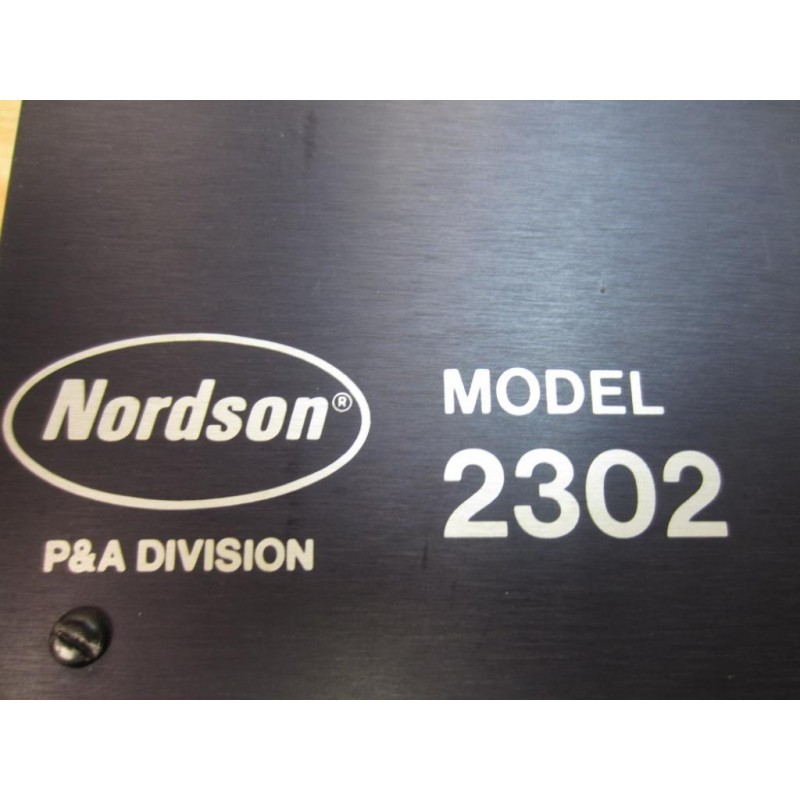 Nordson®
P&A DIVISION
MODEL
2302